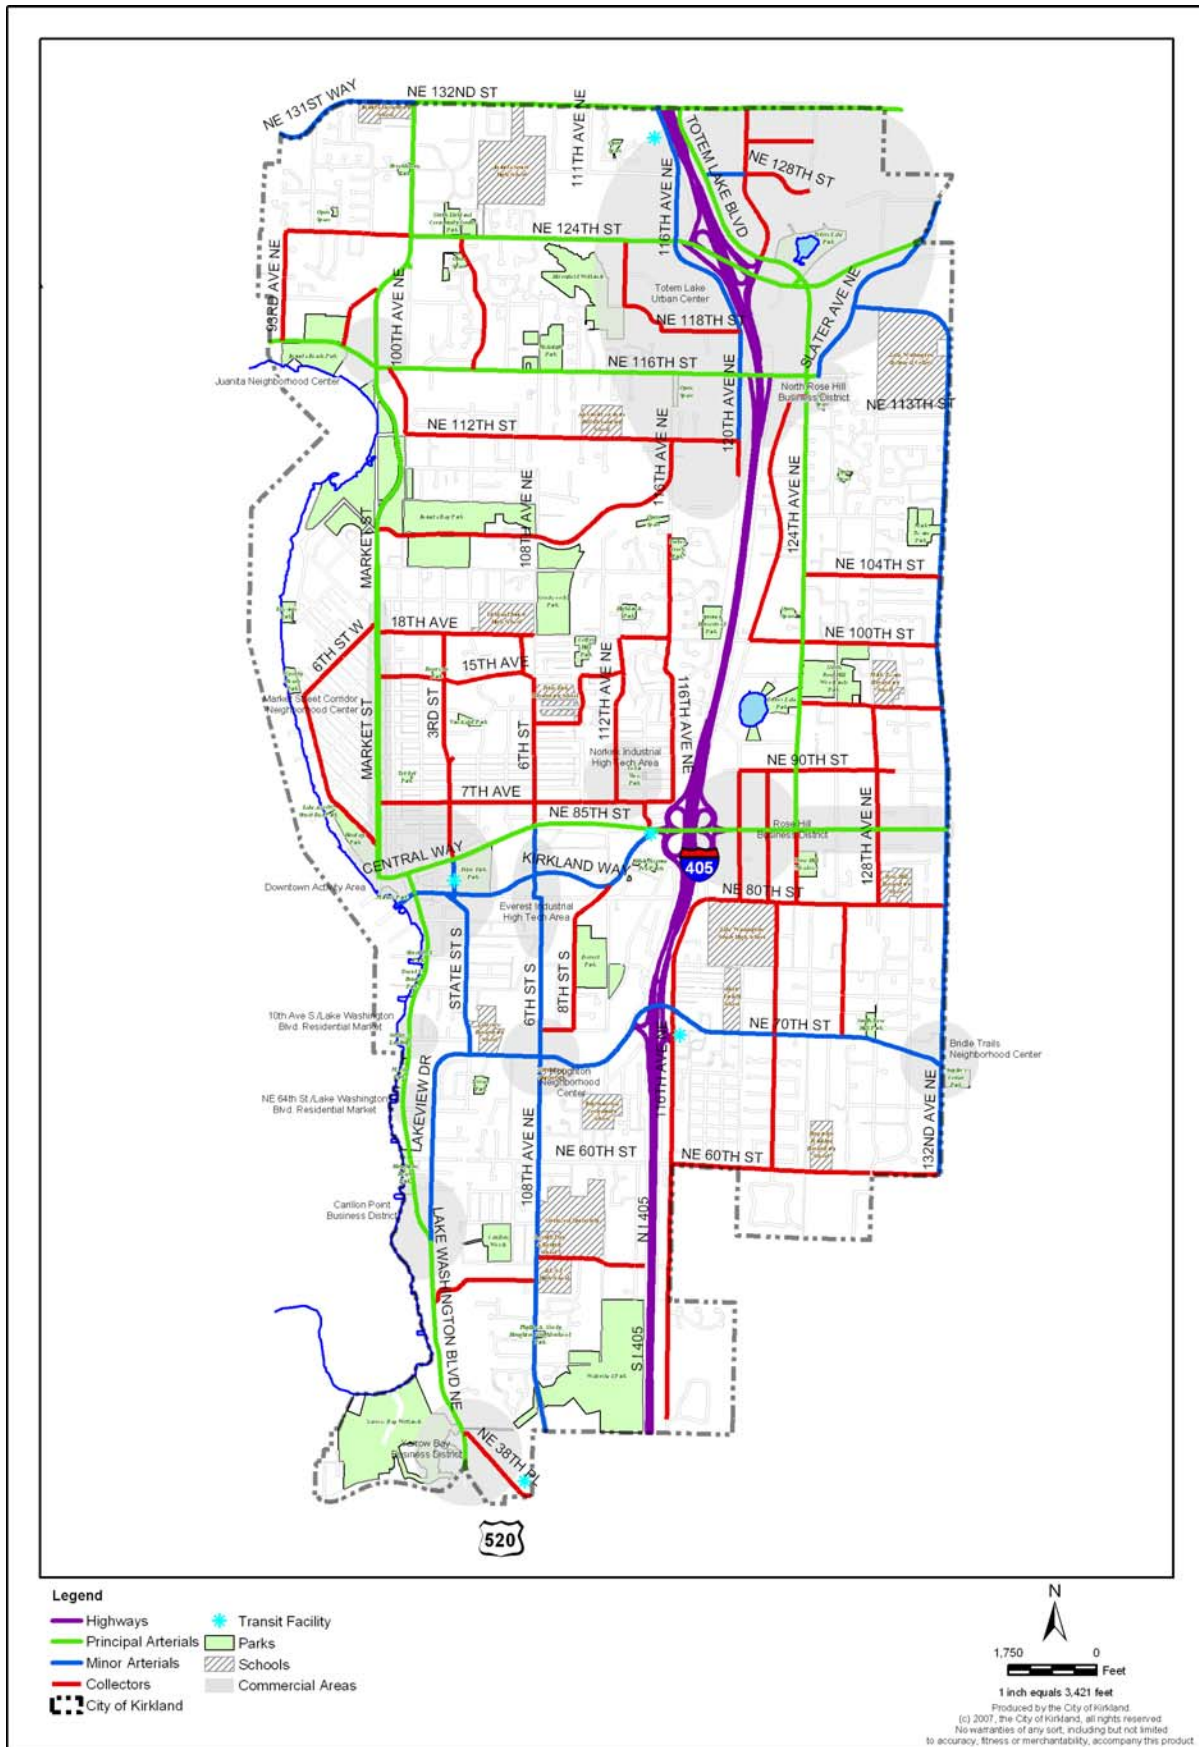 NE 131ST WAY
NE 132ND ST
111TH AVE NE
116TH AVE NE
TOTEM LAKE BLVD
NE 128TH ST
NE 124TH ST
93RD AVE NE
100TH AVE NE
Totem Lake
Urban Center
NE 118TH ST
SLATER AVE NE
NE 116TH ST
Juanita Neighborhood Center
120TH AVE NE
North Rose Hill
Business District
NE 113TH ST
NE 112TH ST
116TH AVE NE
124TH AVE NE
108TH AVE NE
MARKET ST
NE 104TH ST
18TH AVE
NE 100TH ST
6TH ST W
15TH AVE
112TH AVE NE
Market Street Corridor
Neighborhood Center
3RD ST
MARKET ST
6TH ST
116TH AVE NE
Norkirk Industrial
High Tech Area
NE 90TH ST
7TH AVE
128TH AVE NE
NE 85TH ST
Rose Hill
Business District
CENTRAL WAY
KIRKLAND WAY
405
Downtown Activity Area
NE 80TH ST
Everest Industrial
High Tech Area
STATE ST S
6TH ST S
8TH ST S
10th Ave S./Lake Washington
Blvd. Residential Market
NE 70TH ST
Bridle Trails
Neighborhood Center
116TH AVE NE
Houghton
Neighborhood
Center
LAKEVIEW DR
NE 64th St./Lake Washington
Blvd. Residential Market
132ND AVE NE
NE 60TH ST
NE 60TH ST
108TH AVE NE
Carillon Point
Business District
N I 405
LAKE WASHINGTON BLVD NE
S I 405
Yarrow Bay
Business District
NE 38TH PL
520
Legend
Highways
Principal Arterials
Minor Arterials
Collectors
City of Kirkland
Transit Facility
Parks
Schools
Commercial Areas
N
1,750 0
Feet
1 inch equals 3,421 feet
Produced by the City of Kirkland.
(c) 2007, the City of Kirkland, all rights reserved.
No warranties of any sort, including but not limited
to accuracy, fitness or merchantability, accompany this product.